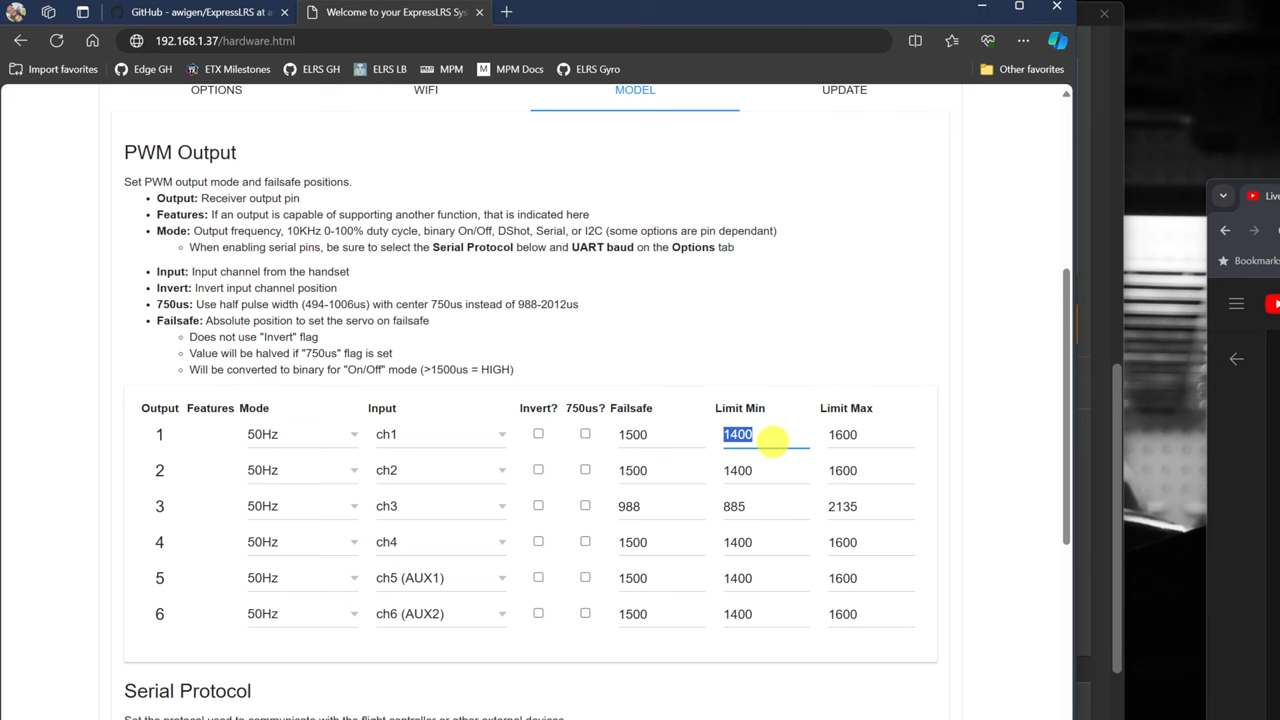 GitHub - awigen/ExpressLRS at a
Welcome to your ExpressLRS Sys
192.168.1.37/hardware.html
Import favorites
Edge GH
ETX Milestones
ELRS GH
ELRS LB
MPM
MPM Docs
ELRS Gyro
Other favorites
OPTIONS
WIFI
MODEL
UPDATE
PWM Output
Set PWM output mode and failsafe positions.
Output: Receiver output pin
Features: If an output is capable of supporting another function, that is indicated here
Mode: Output frequency, 10KHz 0-100% duty cycle, binary On/Off, DShot, Serial, or I2C (some options are pin dependant)
When enabling serial pins, be sure to select the Serial Protocol below and UART baud on the Options tab
Input: Input channel from the handset
Invert: Invert input channel position
750us: Use half pulse width (494-1006us) with center 750us instead of 988-2012us
Failsafe: Absolute position to set the servo on failsafe
Does not use "Invert" flag
Value will be halved if "750us" flag is set
Will be converted to binary for "On/Off" mode (>1500us = HIGH)
Output Features Mode Input Invert? 750us? Failsafe Limit Min Limit Max
1 50Hz ch1 1500 1400 1600
2 50Hz ch2 1500 1400 1600
3 50Hz ch3 988 885 2135
4 50Hz ch4 1500 1400 1600
5 50Hz ch5 (AUX1) 1500 1400 1600
6 50Hz ch6 (AUX2) 1500 1400 1600
Serial Protocol
Live
Bookmarks